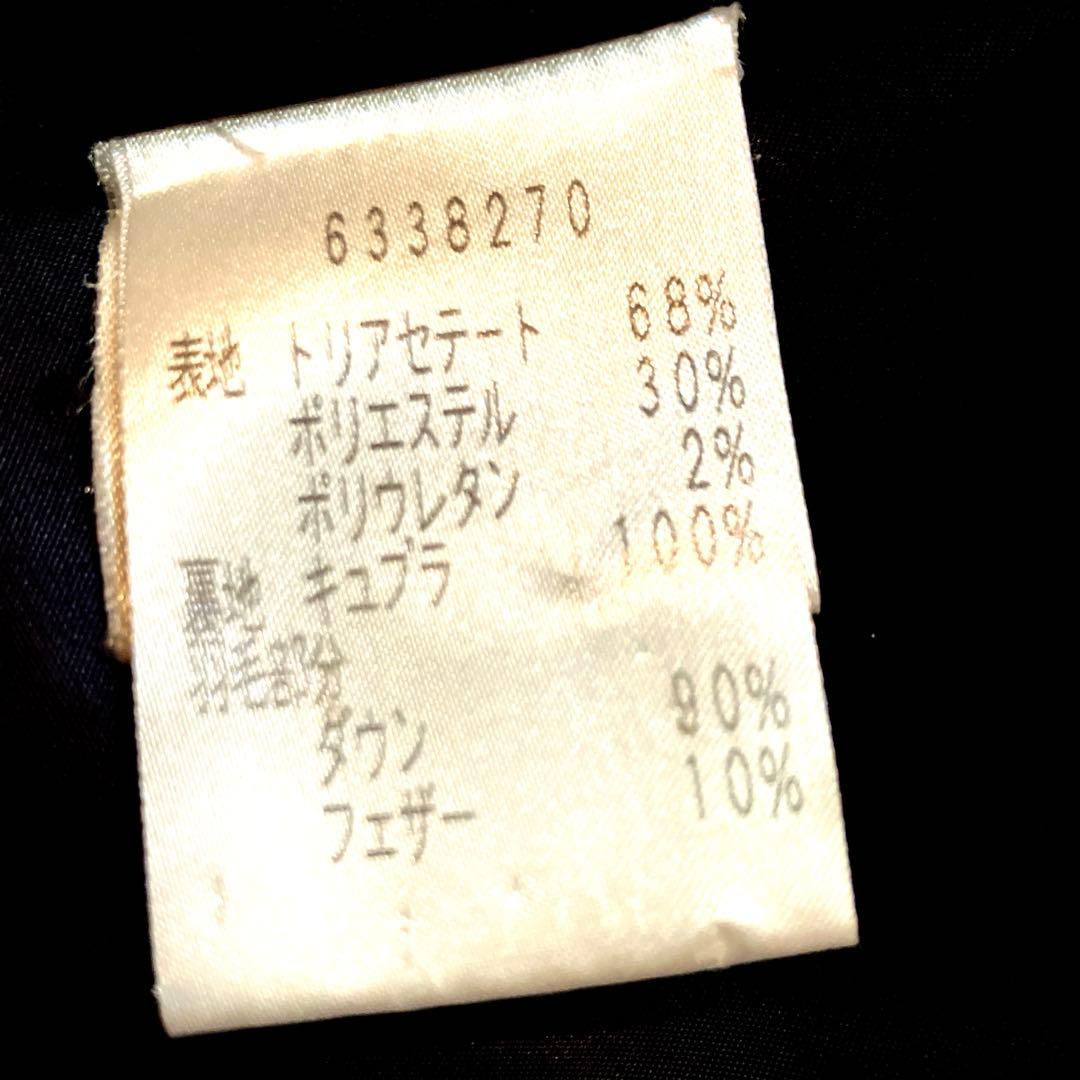 6338270
表地 トリアセテート 68%
ポリエステル 30%
ポリウレタン 2%
裏地 キュプラ 100%
羽毛部分
ダウン 90%
フェザー 10%